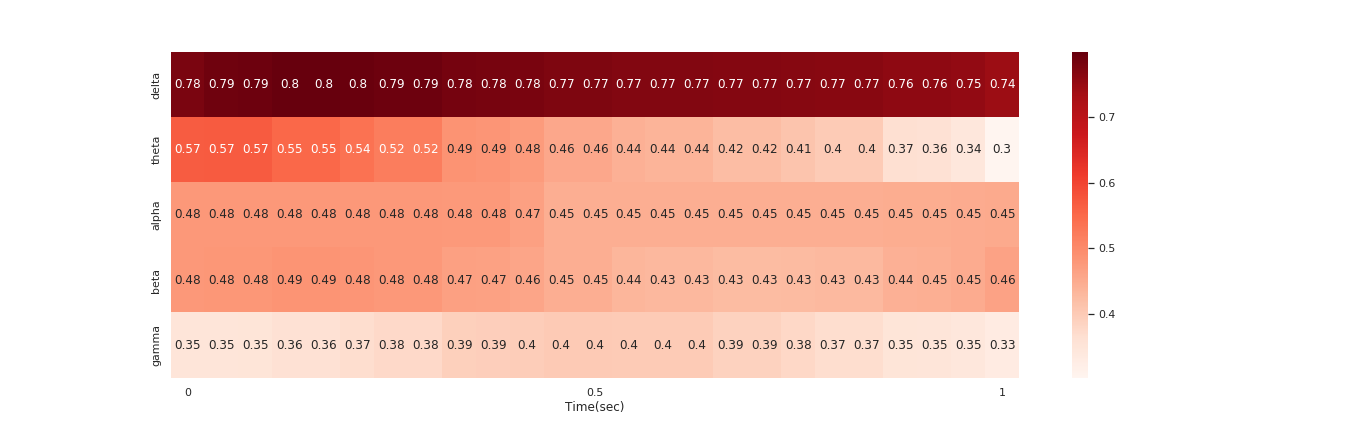 delta 0.78 0.79 0.79 0.8 0.8 0.8 0.79 0.79 0.78 0.78 0.78 0.77 0.77 0.77 0.77 0.77 0.77 0.77 0.77 0.77 0.77 0.76 0.76 0.75 0.74
0.7
theta 0.57 0.57 0.57 0.55 0.55 0.54 0.52 0.52 0.49 0.49 0.48 0.46 0.46 0.44 0.44 0.44 0.42 0.42 0.41 0.4 0.4 0.37 0.36 0.34 0.3
0.6
alpha 0.48 0.48 0.48 0.48 0.48 0.48 0.48 0.48 0.48 0.48 0.47 0.45 0.45 0.45 0.45 0.45 0.45 0.45 0.45 0.45 0.45 0.45 0.45 0.45 0.45
0.5
beta 0.48 0.48 0.48 0.49 0.49 0.48 0.48 0.48 0.47 0.47 0.46 0.45 0.45 0.44 0.43 0.43 0.43 0.43 0.43 0.43 0.43 0.44 0.45 0.45 0.46
0.4
gamma 0.35 0.35 0.35 0.36 0.36 0.37 0.38 0.38 0.39 0.39 0.4 0.4 0.4 0.4 0.4 0.4 0.39 0.39 0.38 0.37 0.37 0.35 0.35 0.35 0.33
0 0.5 1
Time(sec)